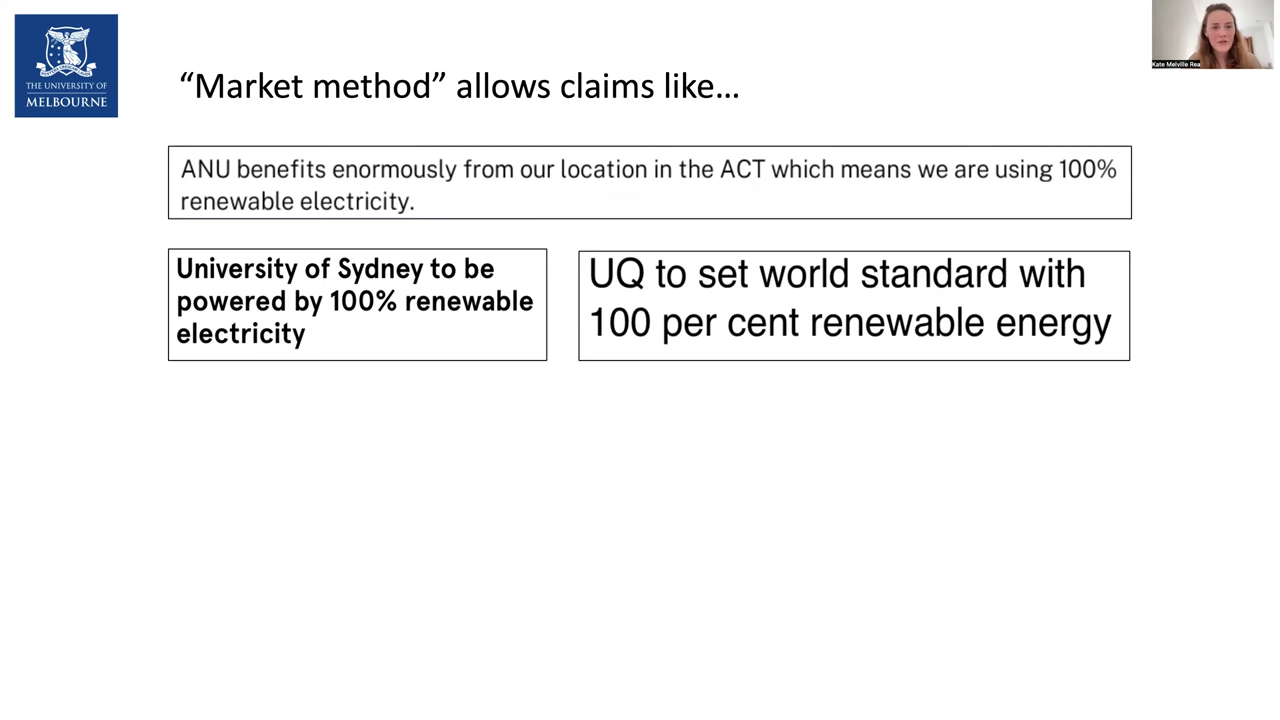 THE UNIVERSITY OF
MELBOURNE
Kate Melville Rea
“Market method” allows claims like...
ANU benefits enormously from our location in the ACT which means we are using 100%
renewable electricity.
University of Sydney to be
powered by 100% renewable
electricity
UQ to set world standard with
100 per cent renewable energy